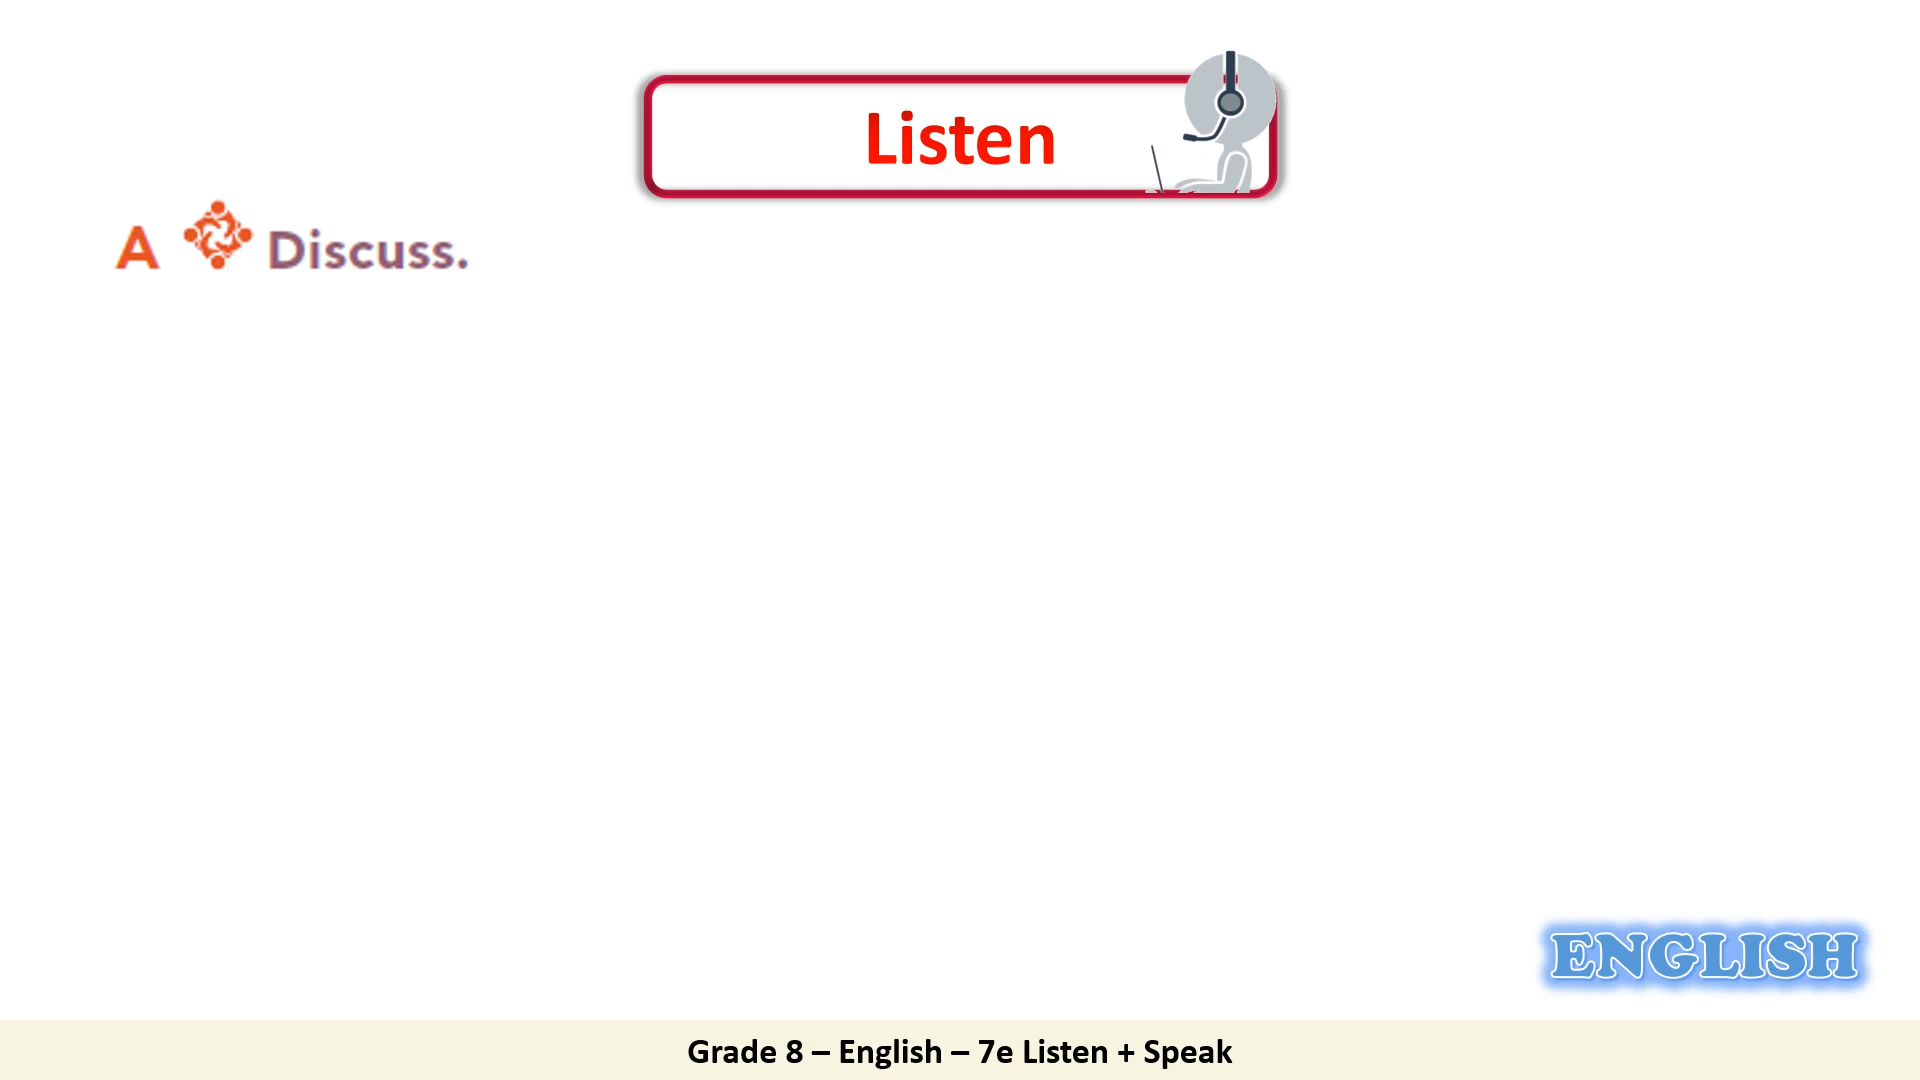 Listen
A Discuss.
ENGLISH
Grade 8 – English – 7e Listen + Speak